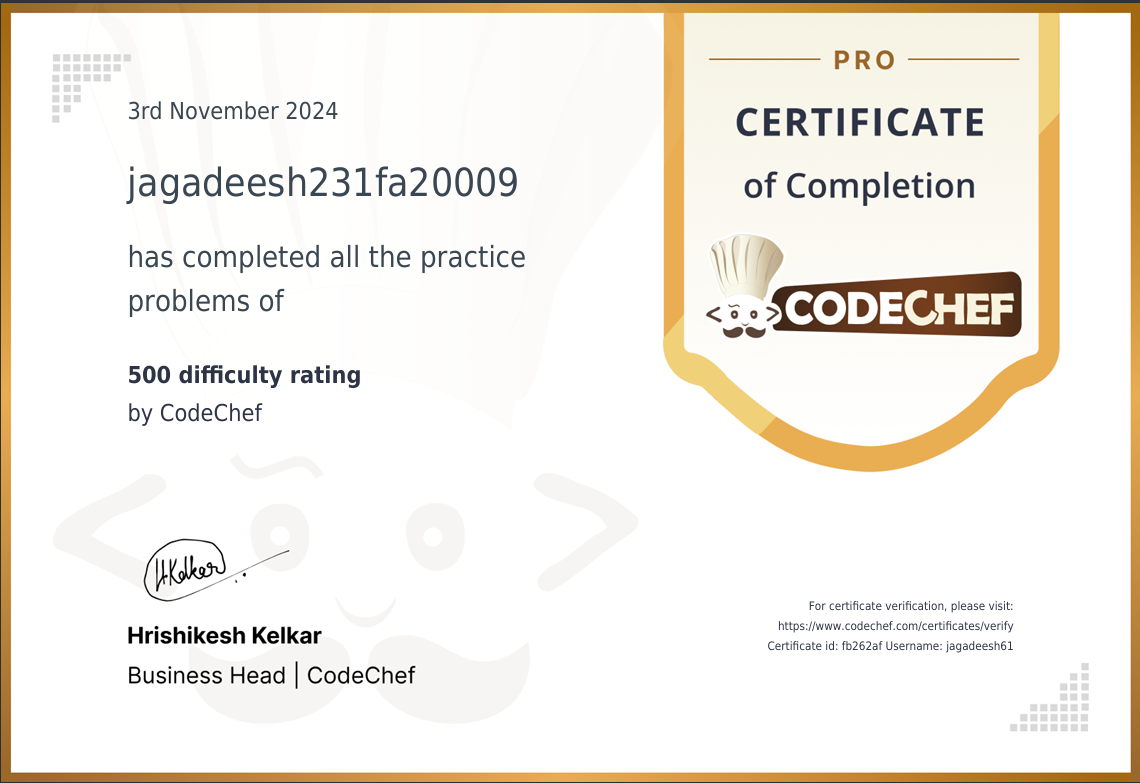 3rd November 2024
jagadeesh231fa20009
has completed all the practice
problems of
500 difficulty rating
by CodeChef
PRO
CERTIFICATE
of Completion
CODECHEF
H.Kelkar
Hrishikesh Kelkar
Business Head | CodeChef
For certificate verification, please visit:
https://www.codechef.com/certificates/verify
Certificate id: fb262af Username: jagadeesh61